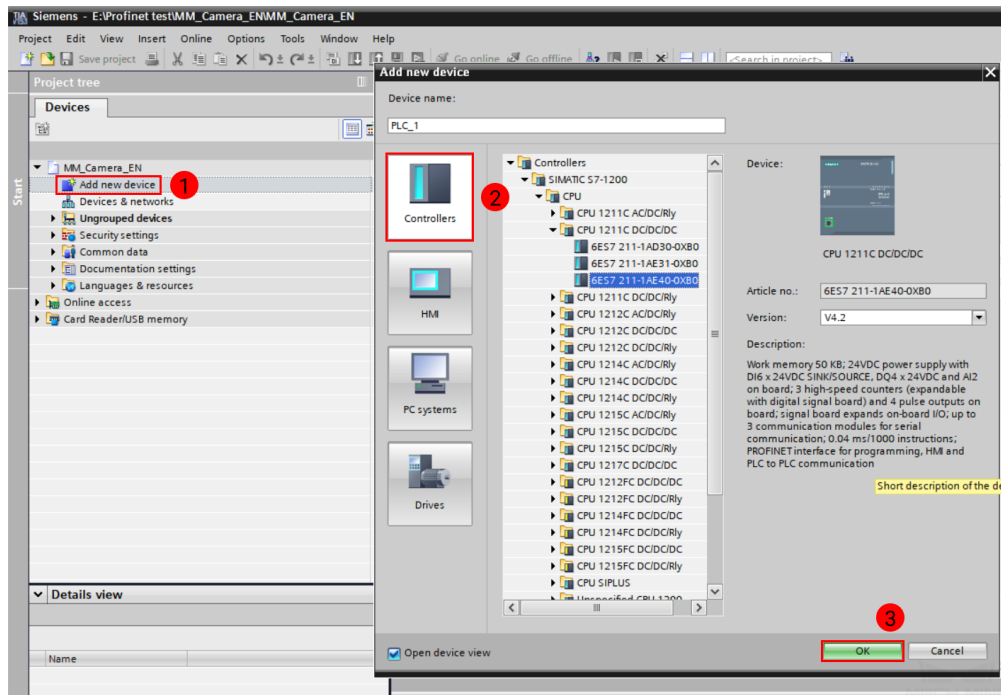 Siemens - E:\Profinet test\MM_Camera_EN\MM_Camera_EN
Project Edit View Insert Online Options Tools Window Help
Save project
Go online
Go offline
<Search in project>
Project tree
Devices
Start
MM_Camera_EN
Add new device
1
Devices & networks
Ungrouped devices
Security settings
Common data
Documentation settings
Languages & resources
Online access
Card Reader/USB memory
Details view
Name
Add new device
Device name:
PLC_1
Controllers
2
HMI
PC systems
Drives
Controllers
SIMATIC S7-1200
CPU
CPU 1211C AC/DC/Rly
CPU 1211C DC/DC/DC
6ES7 211-1AD30-0XB0
6ES7 211-1AE31-0XB0
6ES7 211-1AE40-0XB0
CPU 1211C DC/DC/Rly
CPU 1212C AC/DC/Rly
CPU 1212C DC/DC/DC
CPU 1212C DC/DC/Rly
CPU 1214C AC/DC/Rly
CPU 1214C DC/DC/DC
CPU 1214C DC/DC/Rly
CPU 1215C AC/DC/Rly
CPU 1215C DC/DC/DC
CPU 1215C DC/DC/Rly
CPU 1217C DC/DC/DC
CPU 1212FC DC/DC/DC
CPU 1212FC DC/DC/Rly
CPU 1214FC DC/DC/DC
CPU 1214FC DC/DC/Rly
CPU 1215FC DC/DC/DC
CPU 1215FC DC/DC/Rly
CPU SIPLUS
Unspecified CPU 1200
Device:
CPU 1211C DC/DC/DC
Article no.: 6ES7 211-1AE40-0XB0
Version: V4.2
Description:
Work memory 50 KB; 24VDC power supply with
DI6 x 24VDC SINK/SOURCE, DQ4 x 24VDC and AI2
on board; 3 high-speed counters (expandable
with digital signal board) and 4 pulse outputs on
board; signal board expands on-board I/O; up to
3 communication modules for serial
communication; 0.04 ms/1000 instructions;
PROFINET interface for programming, HMI and
PLC to PLC communication
Short description of the de
3
Open device view
OK
Cancel